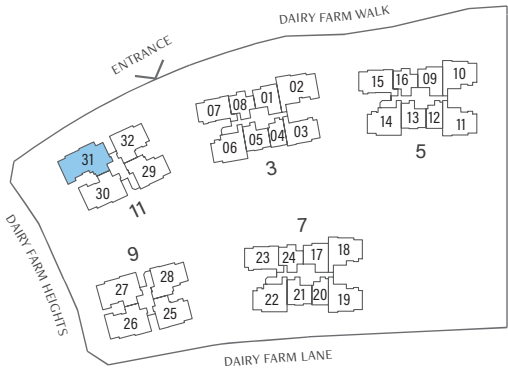 DAIRY FARM WALK
ENTRANCE
07 08 01 02
06 05 04 03
3
15 16 09 10
14 13 12 11
5
31 32
30 29
11
DAIRY FARM HEIGHTS
9
27 28
26 25
7
23 24 17 18
22 21 20 19
DAIRY FARM LANE